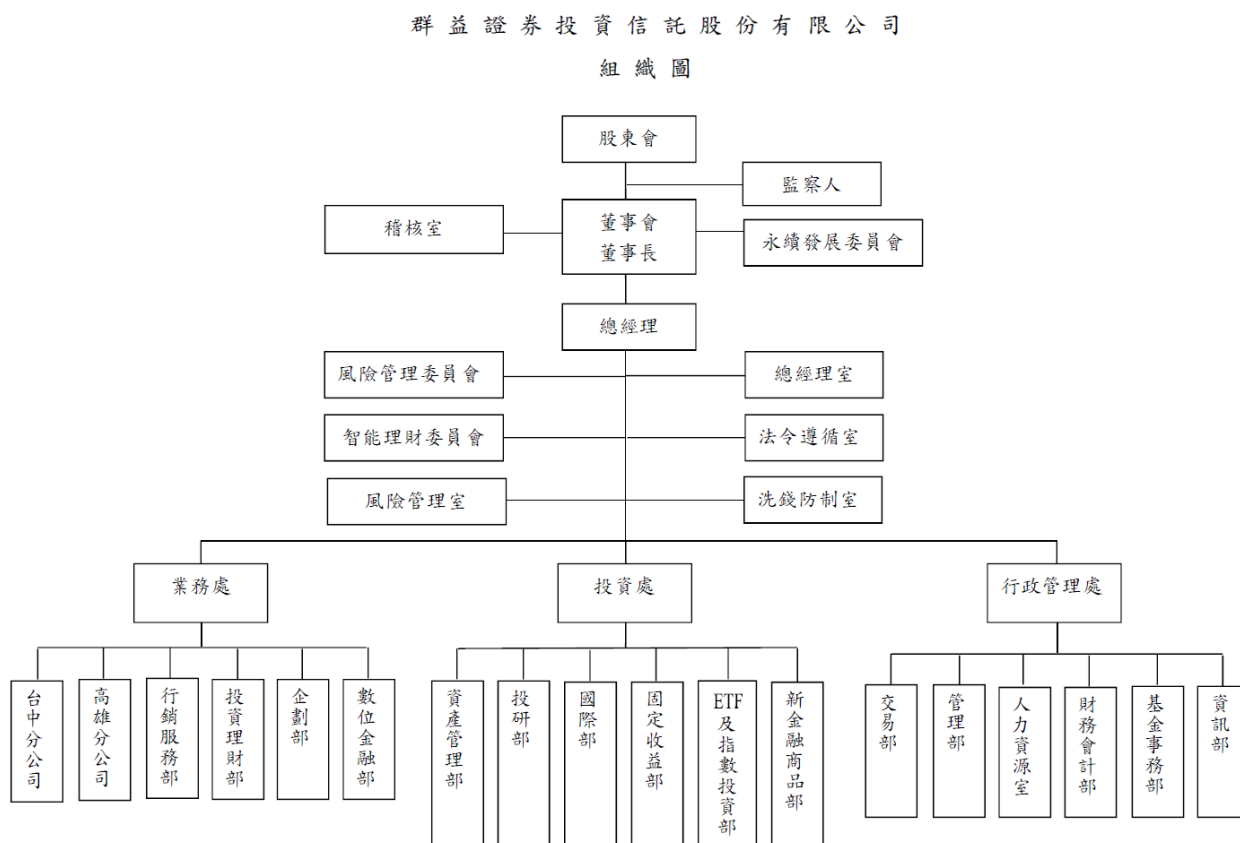 群益證券投資信託股份有限公司
組織圖
股東會
監察人
稽核室
董事會
董事長
永續發展委員會
總經理
風險管理委員會
總經理室
智能理財委員會
法令遵循室
風險管理室
洗錢防制室
業務處
投資處
行政管理處
台中分公司
高雄分公司
行銷服務部
投資理財部
企劃部
數位金融部
資產管理部
投研部
國際部
固定收益部
ETF及指數投資部
新金融商品部
交易部
管理部
人力資源室
財務會計部
基金事務部
資訊部